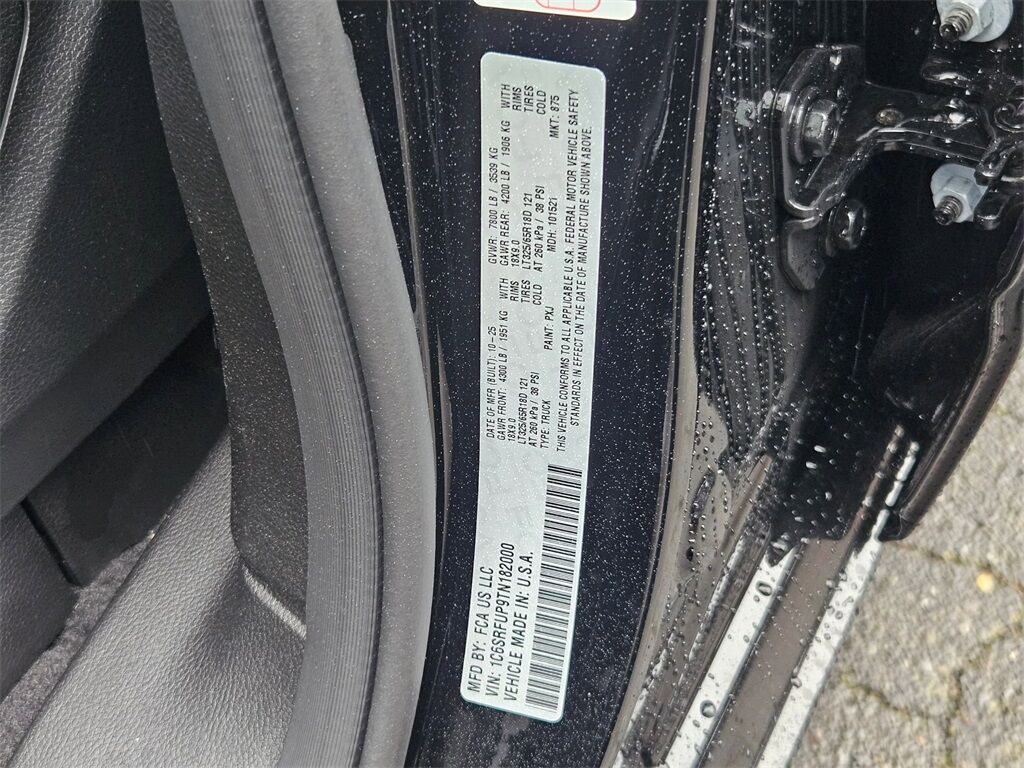 MFD BY: FCA US LLC
VIN: 1C6SRFUP9TN182000
VEHICLE MADE IN: U.S.A.
DATE OF MFR (BUILT): 10-25 GVWR: 7800 LB / 3539 KG
GAWR FRONT: 4300 LB / 1951 KG WITH GAWR REAR: 4200 LB / 1906 KG WITH
18X9.0 RIMS 18X9.0 RIMS
LT325/65R18D 121 TIRES LT325/65R18D 121 TIRES
AT 260 kPa / 38 PSI COLD AT 260 kPa / 38 PSI COLD
TYPE: TRUCK PAINT: PXJ MDH: 101521 MKT: 875
THIS VEHICLE CONFORMS TO ALL APPLICABLE U.S.A. FEDERAL MOTOR VEHICLE SAFETY
STANDARDS IN EFFECT ON THE DATE OF MANUFACTURE SHOWN ABOVE.